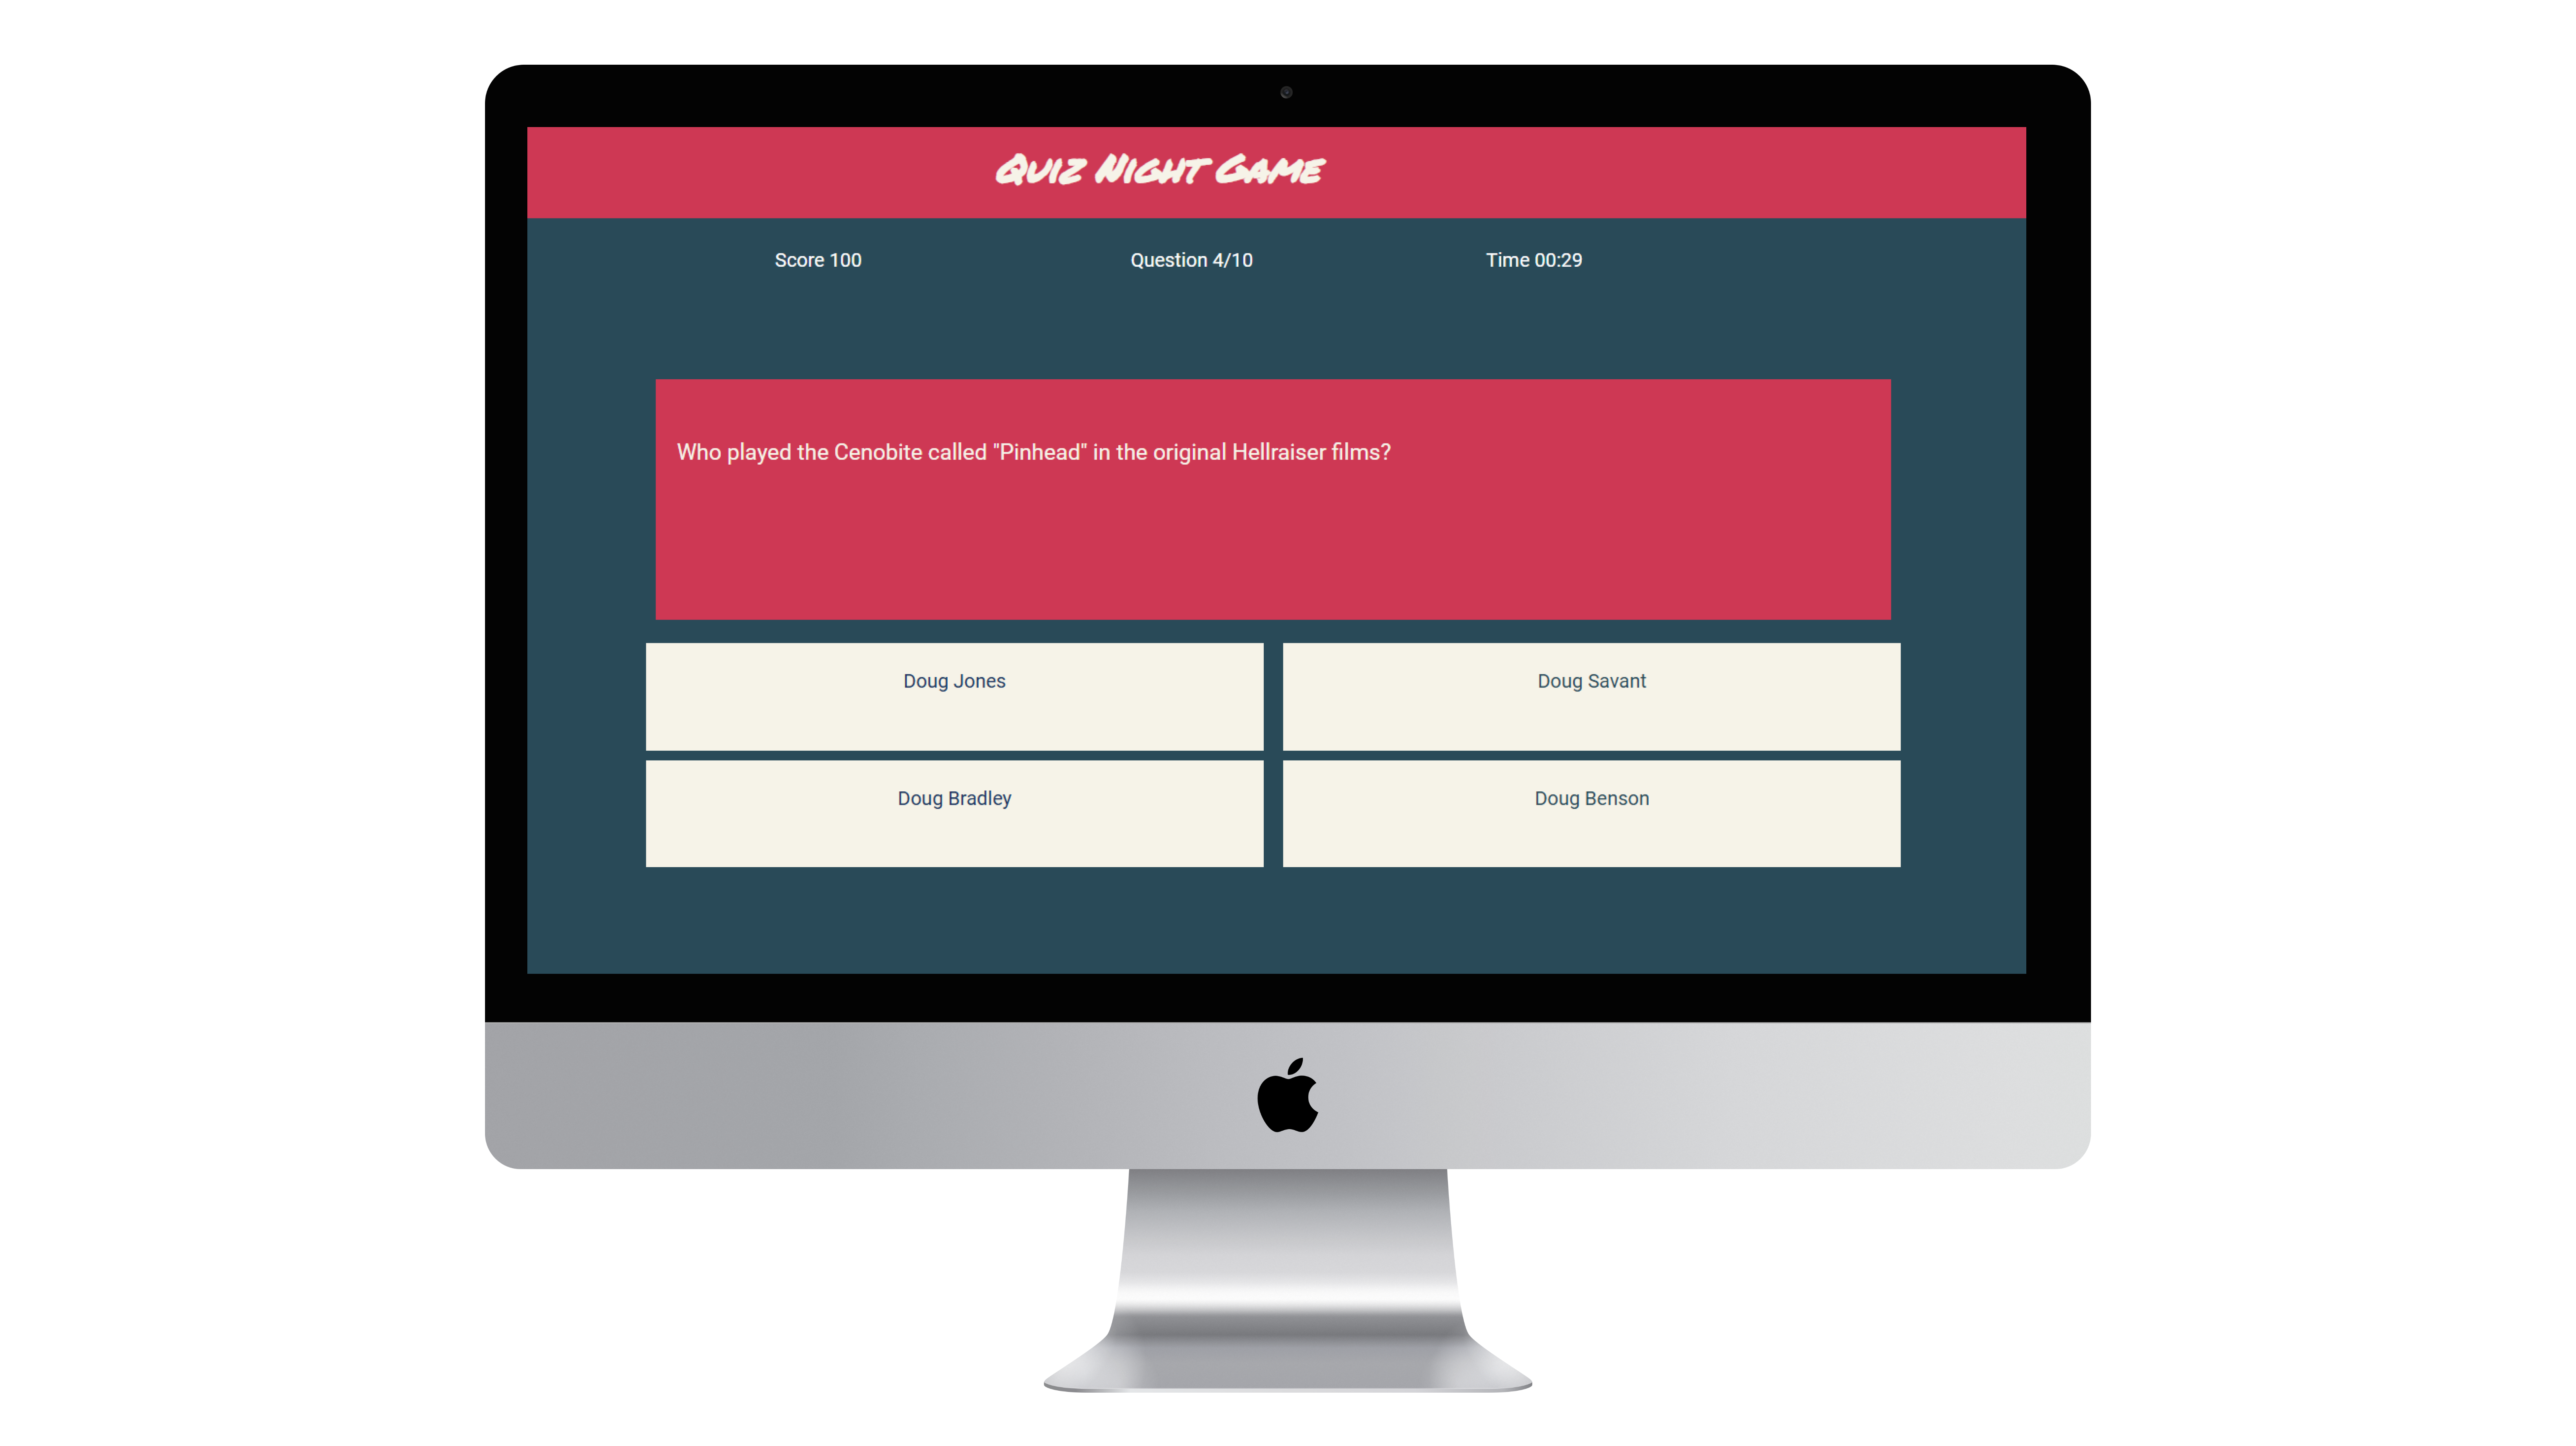 Quiz Night Game
Score 100 Question 4/10 Time 00:29
Who played the Cenobite called "Pinhead" in the original Hellraiser films?
Doug Jones Doug Savant
Doug Bradley Doug Benson